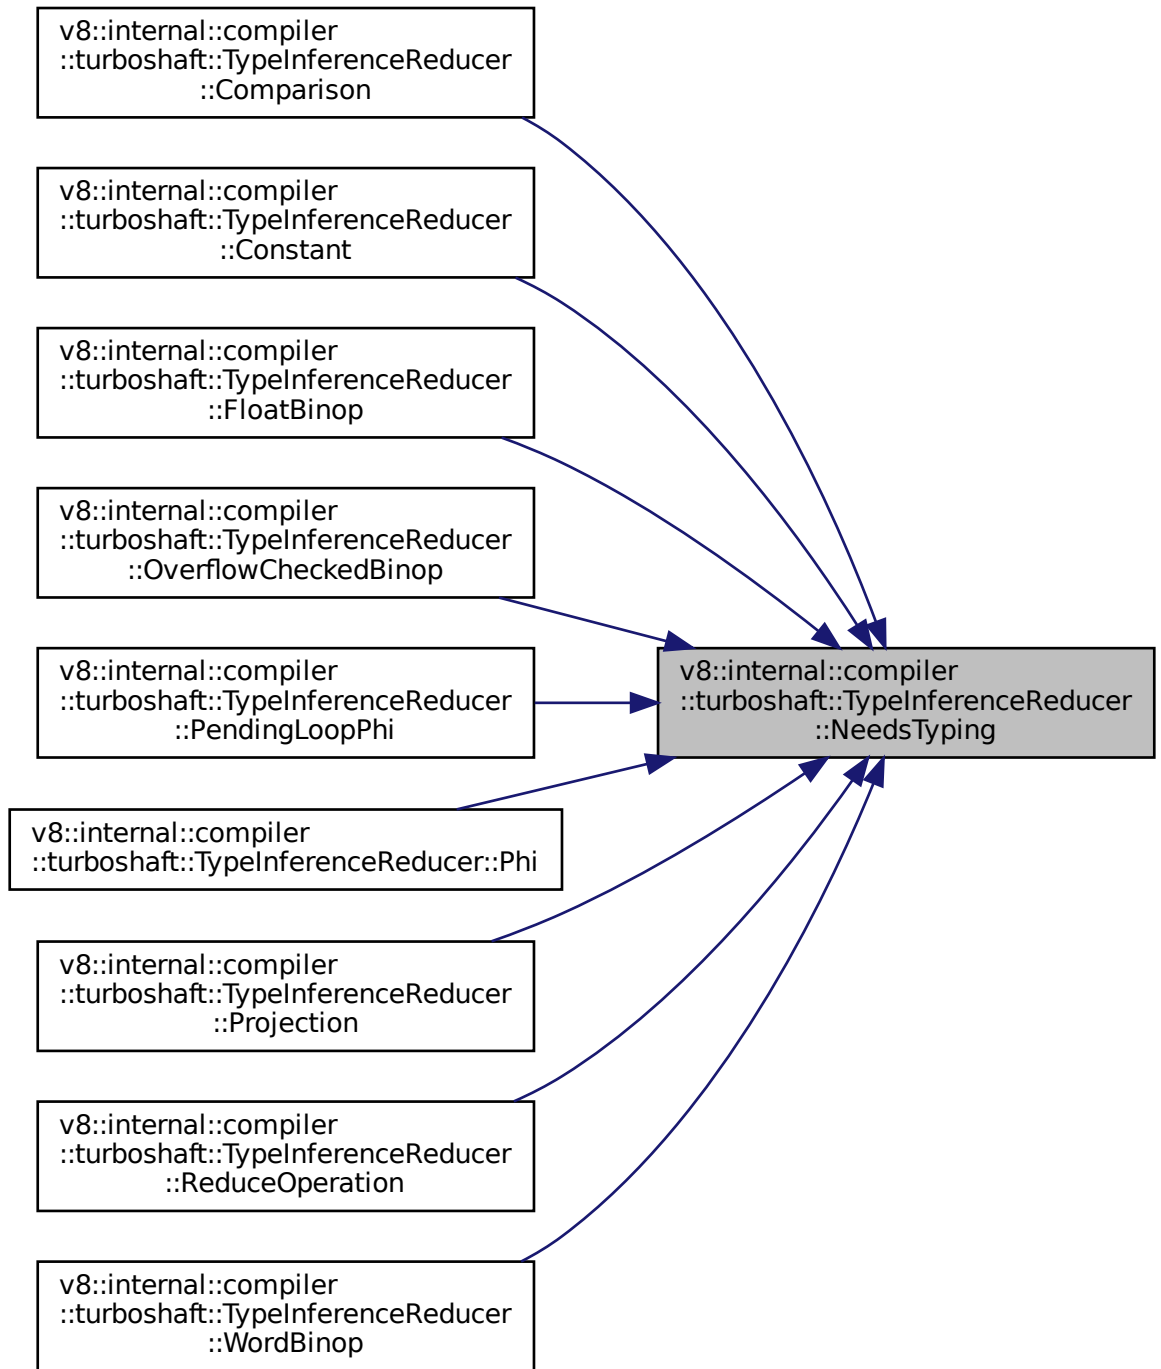 v8::internal::compiler
::turboshaft::TypeInferenceReducer
::Comparison
v8::internal::compiler
::turboshaft::TypeInferenceReducer
::Constant
v8::internal::compiler
::turboshaft::TypeInferenceReducer
::FloatBinop
v8::internal::compiler
::turboshaft::TypeInferenceReducer
::OverflowCheckedBinop
v8::internal::compiler
::turboshaft::TypeInferenceReducer
::PendingLoopPhi
v8::internal::compiler
::turboshaft::TypeInferenceReducer
::NeedsTyping
v8::internal::compiler
::turboshaft::TypeInferenceReducer::Phi
v8::internal::compiler
::turboshaft::TypeInferenceReducer
::Projection
v8::internal::compiler
::turboshaft::TypeInferenceReducer
::ReduceOperation
v8::internal::compiler
::turboshaft::TypeInferenceReducer
::WordBinop